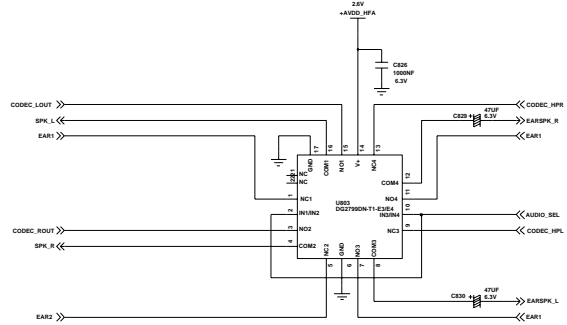 2.6V
+AVDD_HFA
C826
1000NF
6.3V
CODEC_LOUT
SPK_L
EAR1
CODEC_HPR
C829 +
47UF
6.3V
EARSPK_R
EAR1
17
16
15
14
13
GND
COM1
NO1
V+
NC4
NC
NC
COM4
12
U803
DG2799DN-T1-E3/E4
1
NC1
NO4
11
2
IN1/IN2
IN3/IN4
10
AUDIO_SEL
CODEC_ROUT
3
NO2
NC3
9
CODEC_HPL
SPK_R
4
COM2
NC2
GND
NO3
COM3
5
6
7
8
C830 +
47UF
6.3V
EARSPK_L
EAR2
EAR1